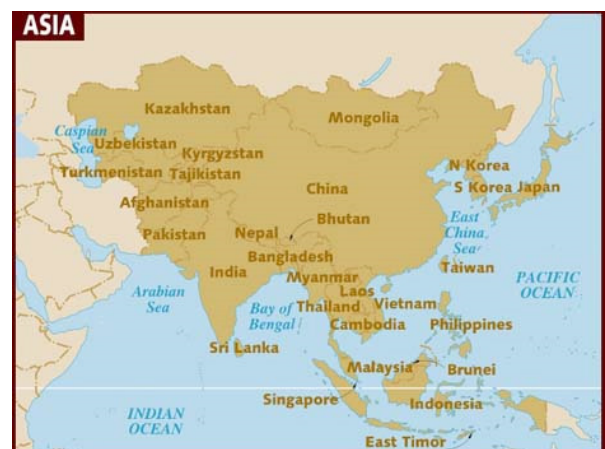 ASIA
Kazakhstan
Mongolia
Caspian
Sea
Uzbekistan
Kyrgyzstan
Turkmenistan
Tajikistan
N Korea
S Korea
Japan
China
Afghanistan
Bhutan
East
China
Sea
Pakistan
Nepal
Bangladesh
Taiwan
India
Myanmar
PACIFIC
OCEAN
Arabian
Sea
Laos
Bay of
Bengal
Thailand
Vietnam
Cambodia
Philippines
Sri Lanka
Malaysia
Brunei
Singapore
Indonesia
INDIAN
OCEAN
East Timor